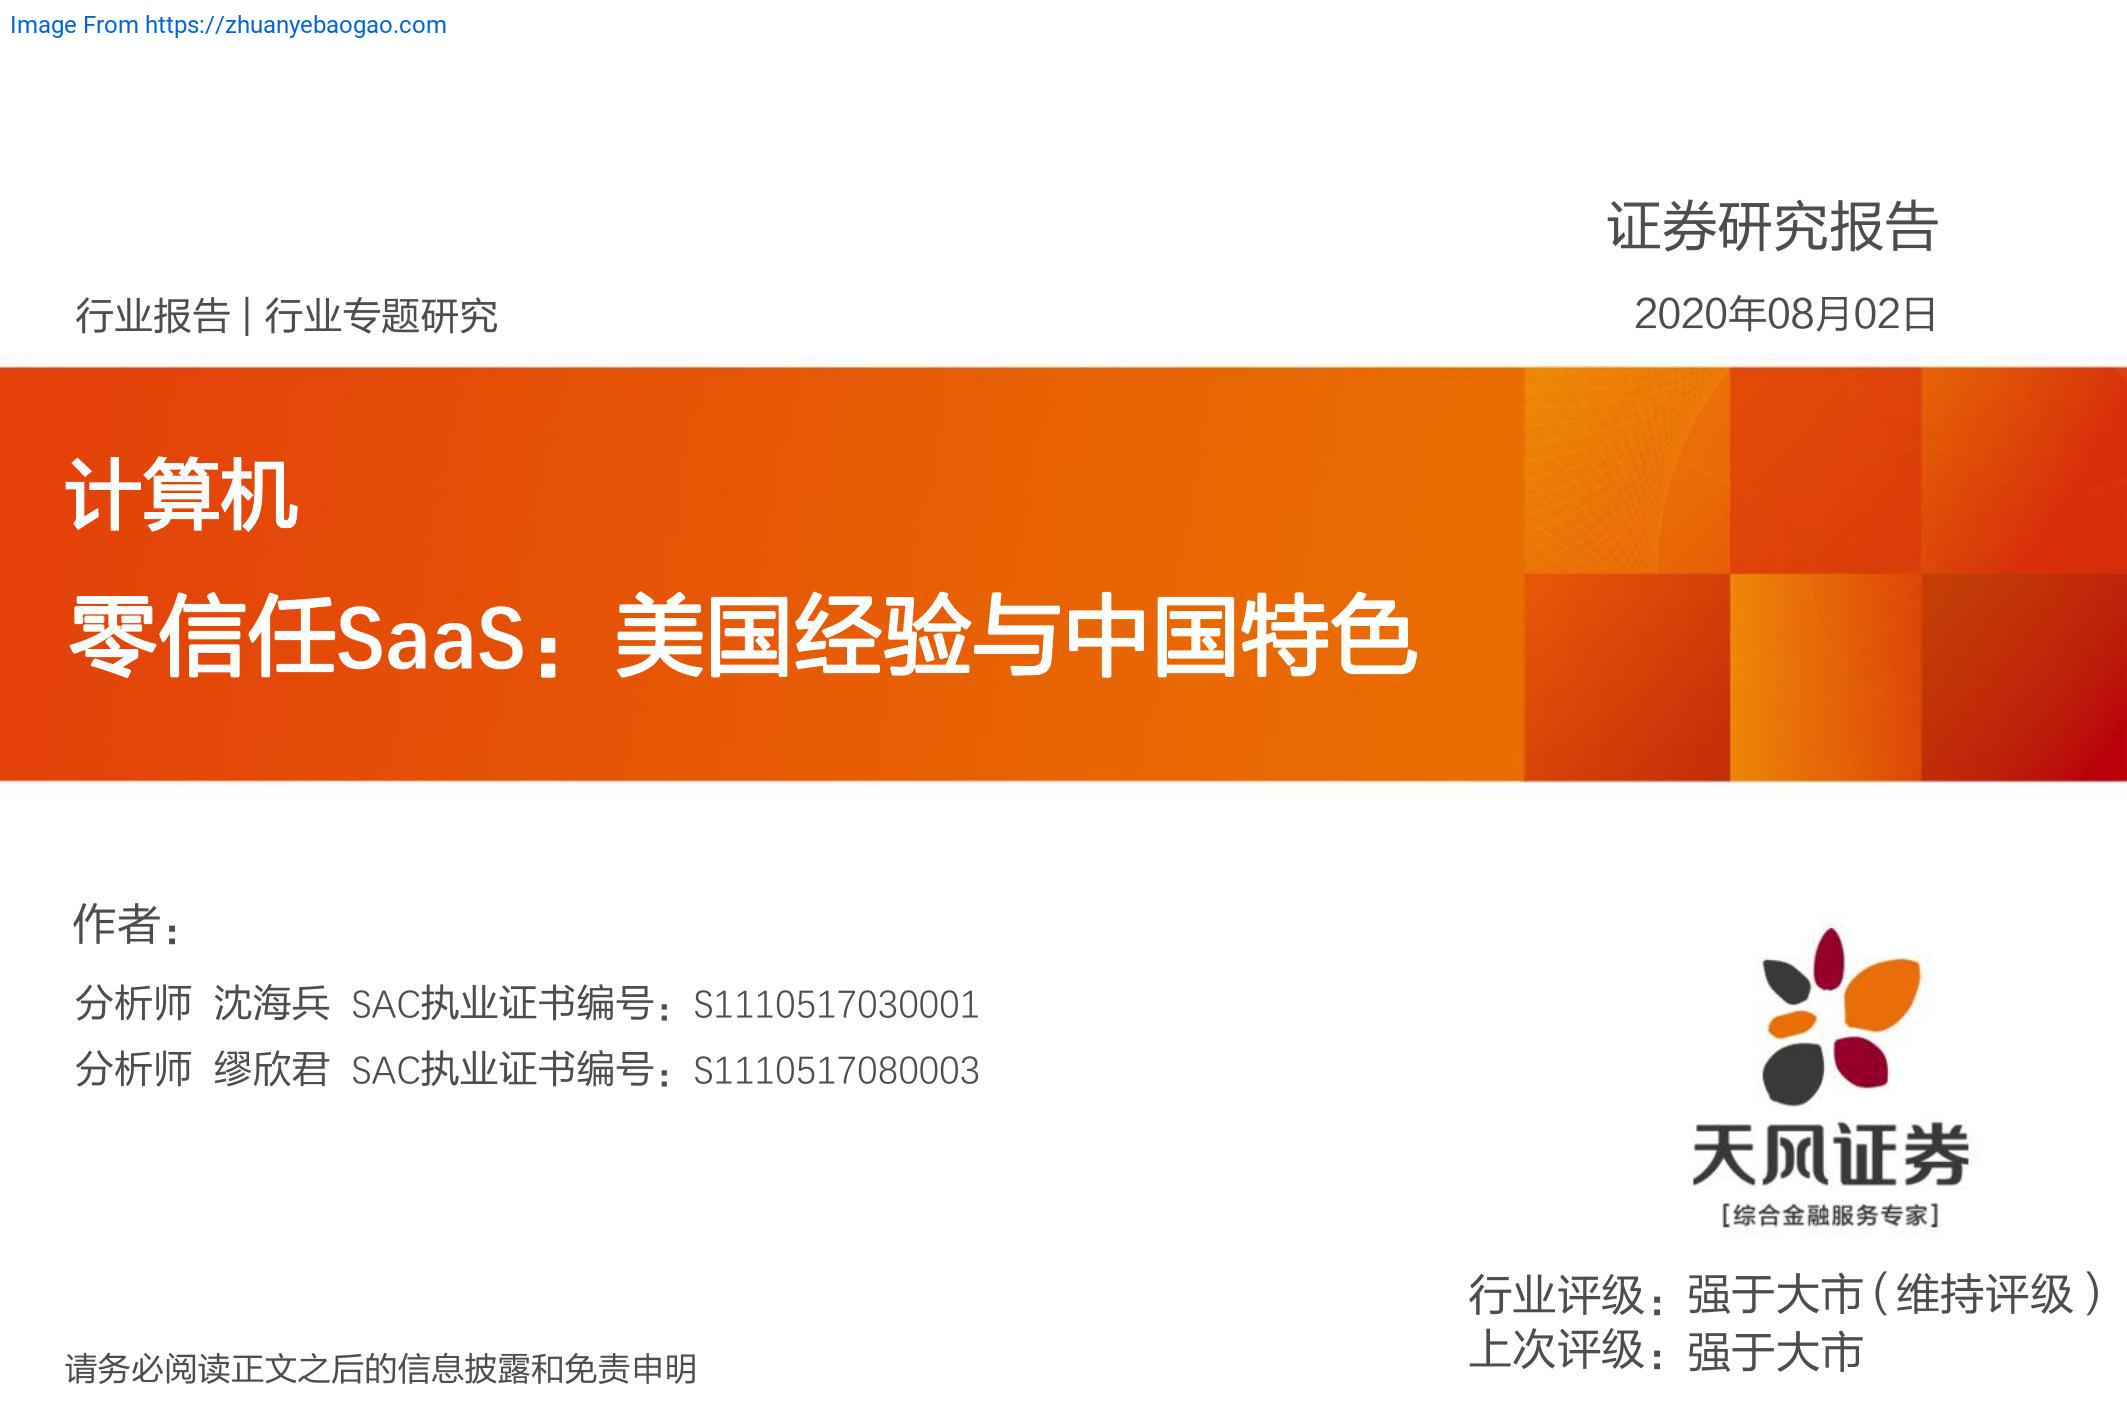 Image From https://zhuanyebaogao.com
证券研究报告
行业报告 | 行业专题研究
2020年08月02日
计算机
零信任SaaS：美国经验与中国特色
作者：
分析师 沈海兵 SAC执业证书编号：S1110517030001
分析师 缪欣君 SAC执业证书编号：S1110517080003
天风证券
[综合金融服务专家]
行业评级：强于大市（维持评级）
上次评级：强于大市
请务必阅读正文之后的信息披露和免责申明